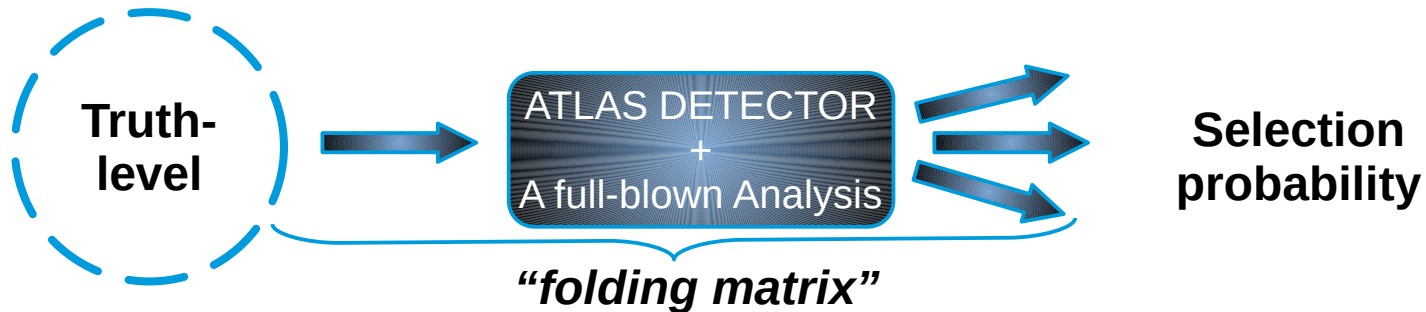 Truth-
level
ATLAS DETECTOR
+
A full-blown Analysis
Selection
probability
“folding matrix”